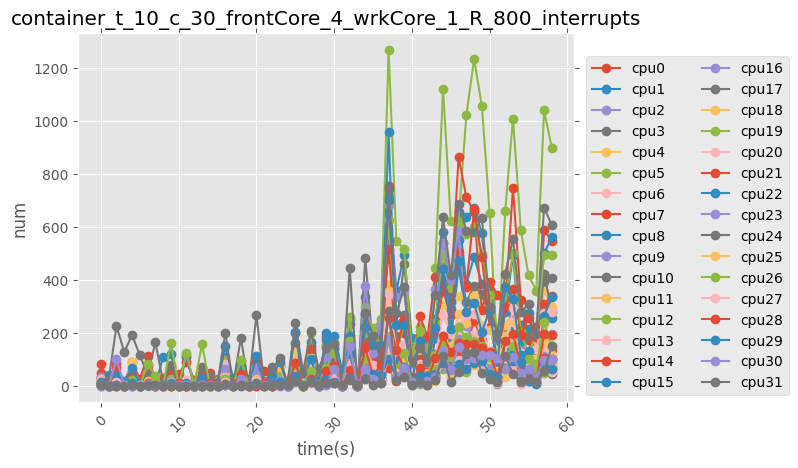 container_t_10_c_30_frontCore_4_wrkCore_1_R_800_interrupts
num
1200
1000
800
600
400
200
0
0
10
20
30
40
50
60
time(s)
cpu0
cpu1
cpu2
cpu3
cpu4
cpu5
cpu6
cpu7
cpu8
cpu9
cpu10
cpu11
cpu12
cpu13
cpu14
cpu15
cpu16
cpu17
cpu18
cpu19
cpu20
cpu21
cpu22
cpu23
cpu24
cpu25
cpu26
cpu27
cpu28
cpu29
cpu30
cpu31